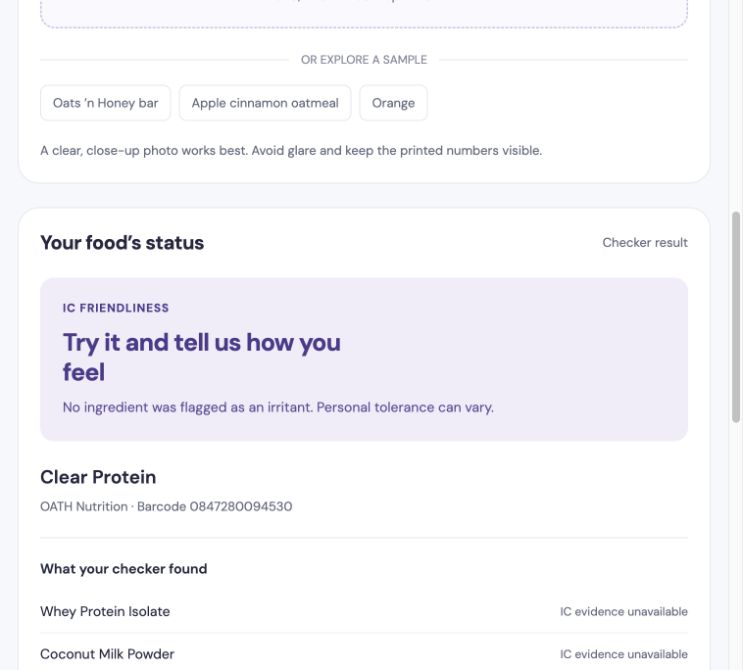 OR EXPLORE A SAMPLE
Oats ’n Honey bar
Apple cinnamon oatmeal
Orange
A clear, close-up photo works best. Avoid glare and keep the printed numbers visible.
Your food’s status
Checker result
IC FRIENDLINESS
Try it and tell us how you
feel
No ingredient was flagged as an irritant. Personal tolerance can vary.
Clear Protein
OATH Nutrition · Barcode 0847280094530
What your checker found
Whey Protein Isolate
IC evidence unavailable
Coconut Milk Powder
IC evidence unavailable